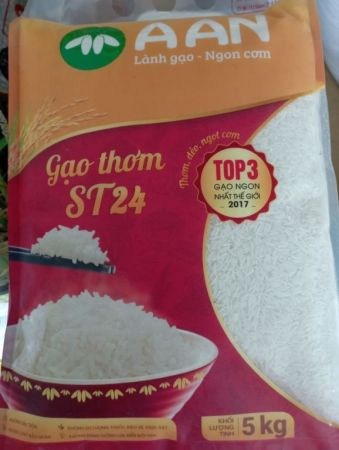 A AN
Lành gạo - Ngon cơm
Gạo thơm
ST24
Thơm, dẻo, ngọt cơm
TOP3
GẠO NGON
NHẤT THẾ GIỚI
- 2017 -
KHỐI
LƯỢNG
TỊNH
5 kg